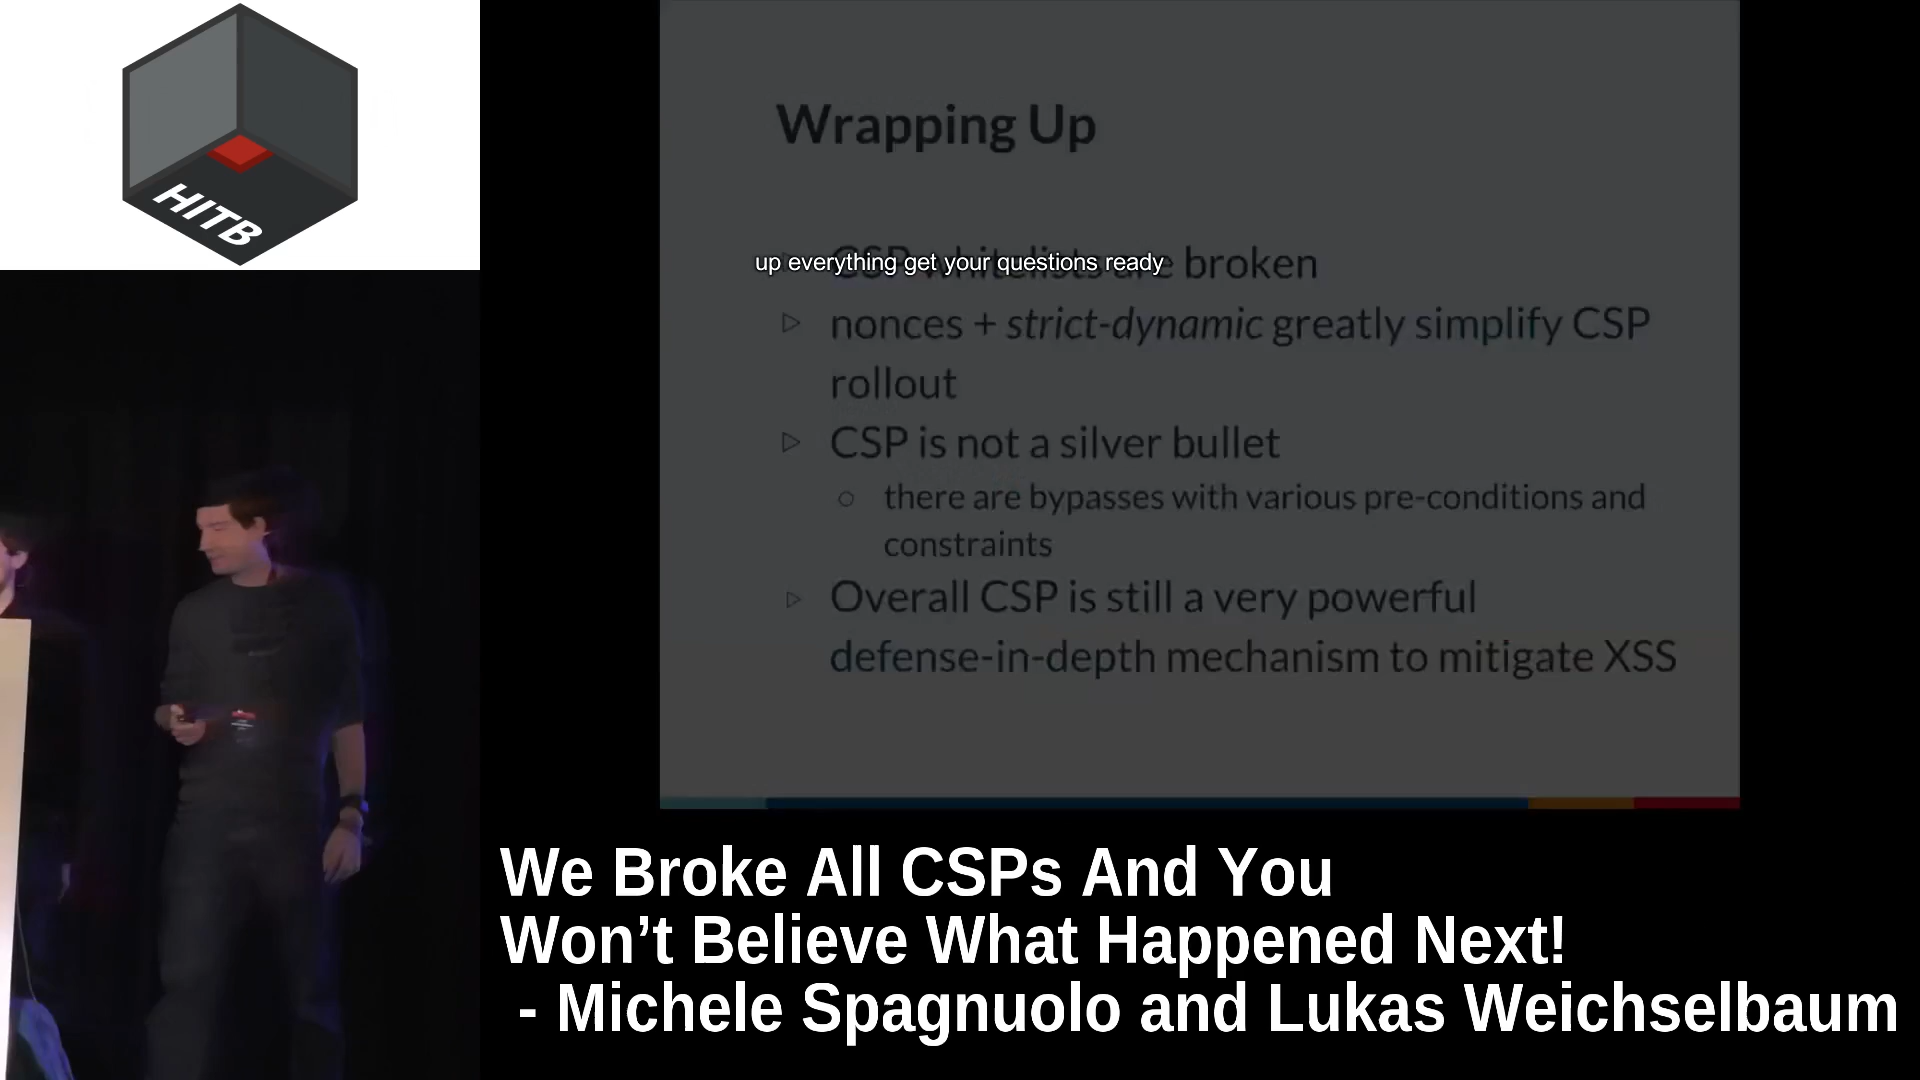 HITB
Wrapping Up
CSP whitelists are broken
up everything get your questions ready
nonces + strict-dynamic greatly simplify CSP
rollout
CSP is not a silver bullet
there are bypasses with various pre-conditions and
constraints
Overall CSP is still a very powerful
defense-in-depth mechanism to mitigate XSS
We Broke All CSPs And You
Won’t Believe What Happened Next!
- Michele Spagnuolo and Lukas Weichselbaum